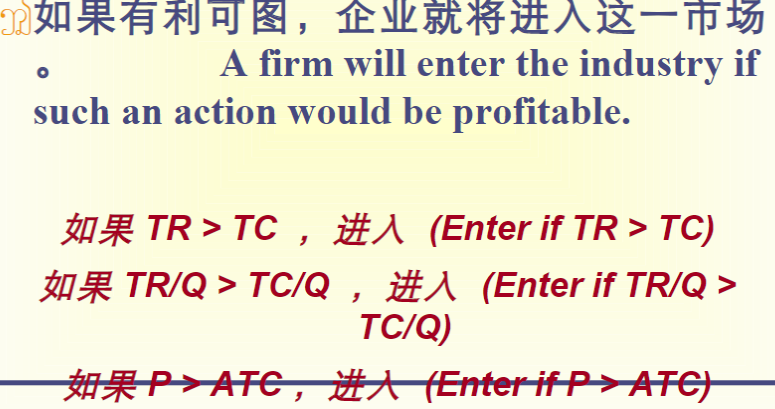 如果有利可图，企业就将进入这一市场
。 A firm will enter the industry if
such an action would be profitable.
如果 TR > TC ，进入 (Enter if TR > TC)
如果 TR/Q > TC/Q ，进入 (Enter if TR/Q >
TC/Q)
如果 P > ATC，进入 (Enter if P > ATC)